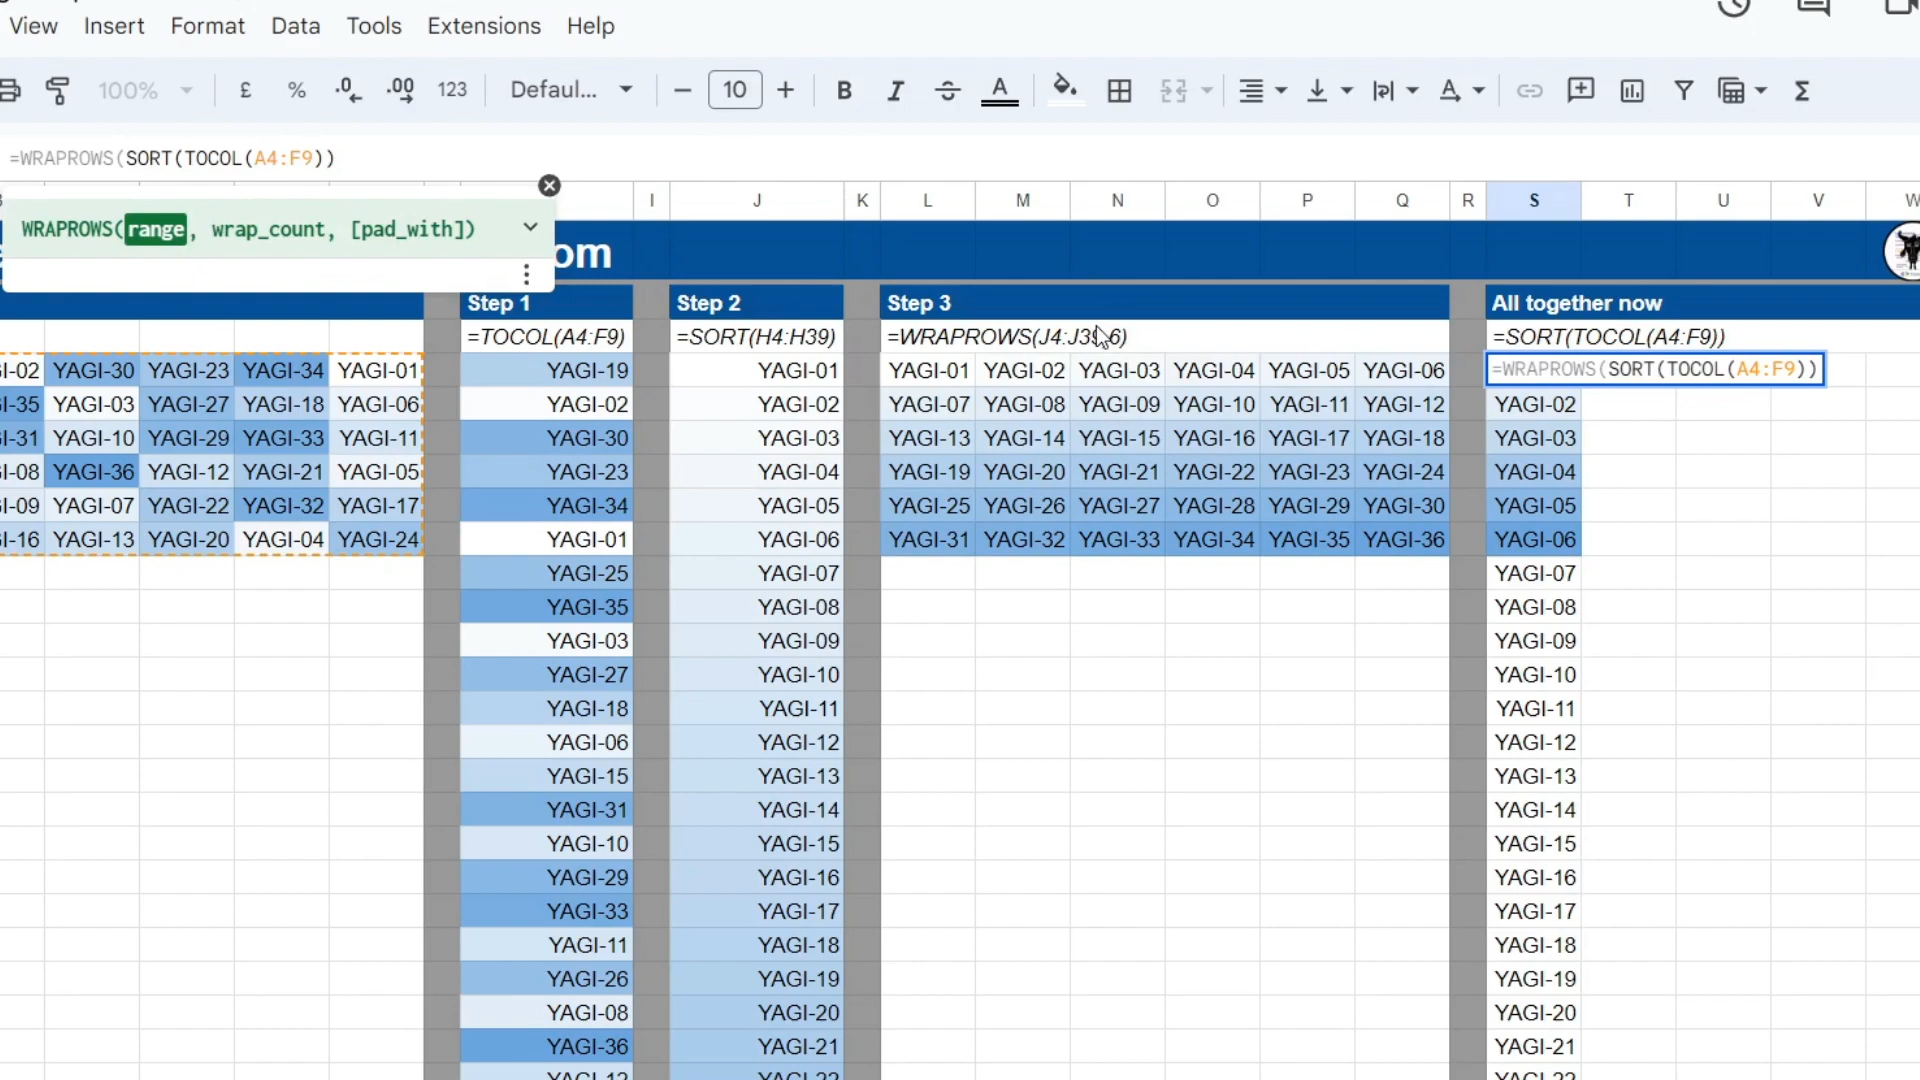 View Insert Format Data Tools Extensions Help
100% £ % .0 .00 123 Defaul... − 10 + B I A A Σ
=WRAPROWS(SORT(TOCOL(A4:F9))
I J K L M N O P Q R S T U V
WRAPROWS(range, wrap_count, [pad_with])
om
Step 1 Step 2 Step 3 All together now
=TOCOL(A4:F9) =SORT(H4:H39) =WRAPROWS(J4:J39,6) =SORT(TOCOL(A4:F9))
I-02 YAGI-30 YAGI-23 YAGI-34 YAGI-01 YAGI-19 YAGI-01 YAGI-01 YAGI-02 YAGI-03 YAGI-04 YAGI-05 YAGI-06 =WRAPROWS(SORT(TOCOL(A4:F9))
I-35 YAGI-03 YAGI-27 YAGI-18 YAGI-06 YAGI-02 YAGI-02 YAGI-07 YAGI-08 YAGI-09 YAGI-10 YAGI-11 YAGI-12 YAGI-02
I-31 YAGI-10 YAGI-29 YAGI-33 YAGI-11 YAGI-30 YAGI-03 YAGI-13 YAGI-14 YAGI-15 YAGI-16 YAGI-17 YAGI-18 YAGI-03
I-08 YAGI-36 YAGI-12 YAGI-21 YAGI-05 YAGI-23 YAGI-04 YAGI-19 YAGI-20 YAGI-21 YAGI-22 YAGI-23 YAGI-24 YAGI-04
I-09 YAGI-07 YAGI-22 YAGI-32 YAGI-17 YAGI-34 YAGI-05 YAGI-25 YAGI-26 YAGI-27 YAGI-28 YAGI-29 YAGI-30 YAGI-05
I-16 YAGI-13 YAGI-20 YAGI-04 YAGI-24 YAGI-01 YAGI-06 YAGI-31 YAGI-32 YAGI-33 YAGI-34 YAGI-35 YAGI-36 YAGI-06
YAGI-25 YAGI-07 YAGI-07
YAGI-35 YAGI-08 YAGI-08
YAGI-03 YAGI-09 YAGI-09
YAGI-27 YAGI-10 YAGI-10
YAGI-18 YAGI-11 YAGI-11
YAGI-06 YAGI-12 YAGI-12
YAGI-15 YAGI-13 YAGI-13
YAGI-31 YAGI-14 YAGI-14
YAGI-10 YAGI-15 YAGI-15
YAGI-29 YAGI-16 YAGI-16
YAGI-33 YAGI-17 YAGI-17
YAGI-11 YAGI-18 YAGI-18
YAGI-26 YAGI-19 YAGI-19
YAGI-08 YAGI-20 YAGI-20
YAGI-36 YAGI-21 YAGI-21
YAGI-12 YAGI-22 YAGI-22